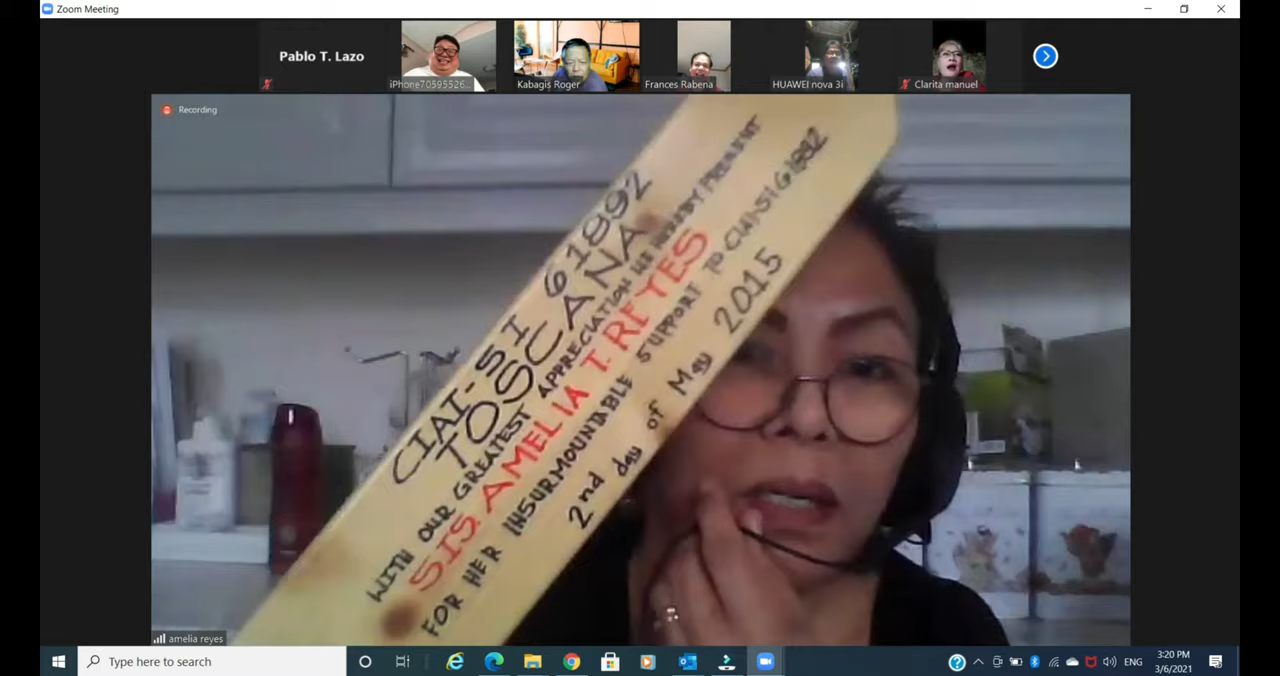 Zoom Meeting
Pablo T. Lazo
iPhone70595526...
Kabagis Roger
Frances Rabena
HUAWEI nova 3i
Clarita manuel
Recording
CIAI-SI 61892
TOSCANA
WITH OUR GREATEST APPRECIATION WE HEREBY PRESENT
SIS. AMELIA T. REYES
FOR HER INSURMOUNDABLE SUPPORT TO CIAI-SI 61892
2nd day of May 2015
amelia reyes
Type here to search
ENG
3:20 PM
3/6/2021